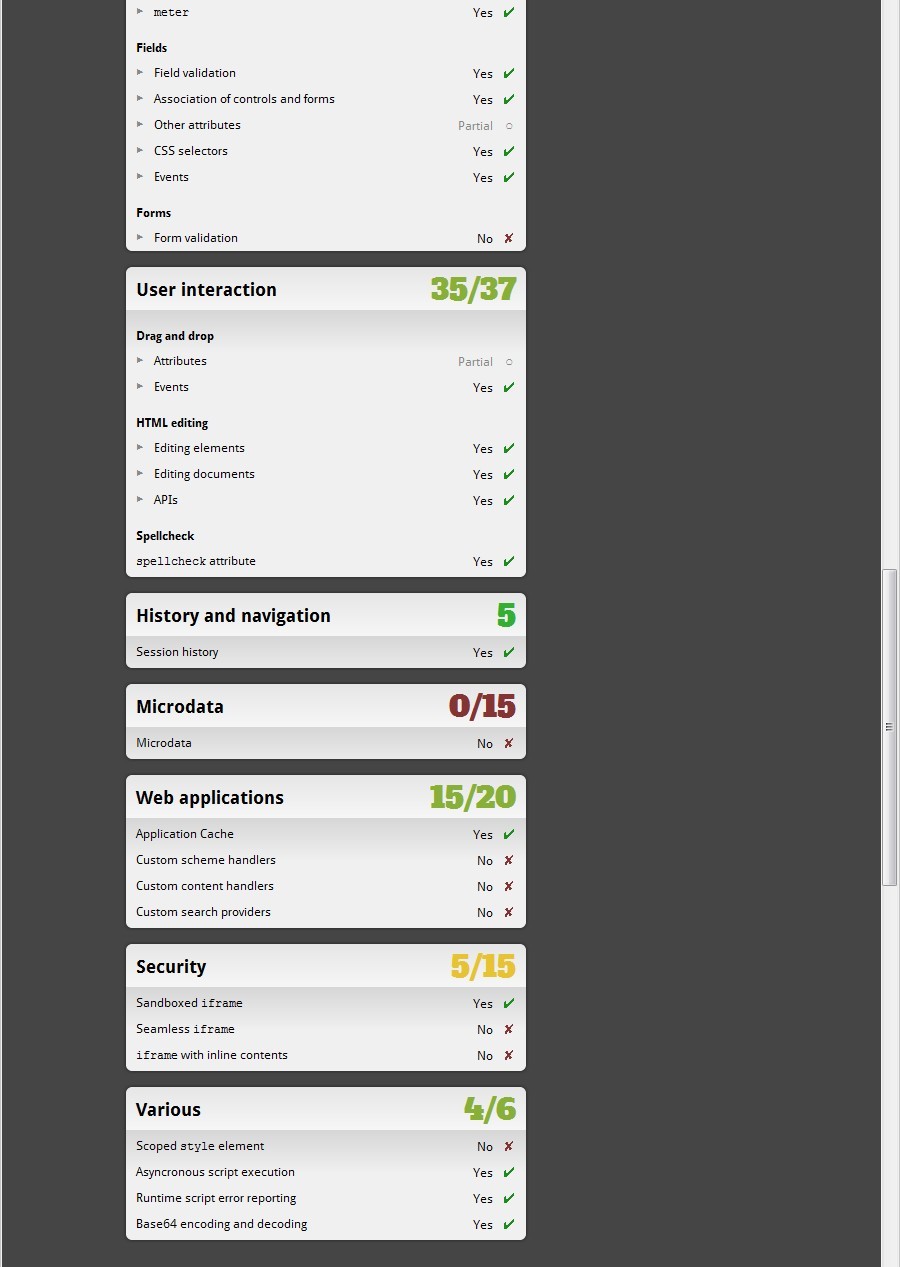 meter Yes ✔
Fields
Field validation Yes ✔
Association of controls and forms Yes ✔
Other attributes Partial ○
CSS selectors Yes ✔
Events Yes ✔
Forms
Form validation No ✘
User interaction 35/37
Drag and drop
Attributes Partial ○
Events Yes ✔
HTML editing
Editing elements Yes ✔
Editing documents Yes ✔
APIs Yes ✔
Spellcheck
spellcheck attribute Yes ✔
History and navigation 5
Session history Yes ✔
Microdata 0/15
Microdata No ✘
Web applications 15/20
Application Cache Yes ✔
Custom scheme handlers No ✘
Custom content handlers No ✘
Custom search providers No ✘
Security 5/15
Sandboxed iframe Yes ✔
Seamless iframe No ✘
iframe with inline contents No ✘
Various 4/6
Scoped style element No ✘
Asyncronous script execution Yes ✔
Runtime script error reporting Yes ✔
Base64 encoding and decoding Yes ✔